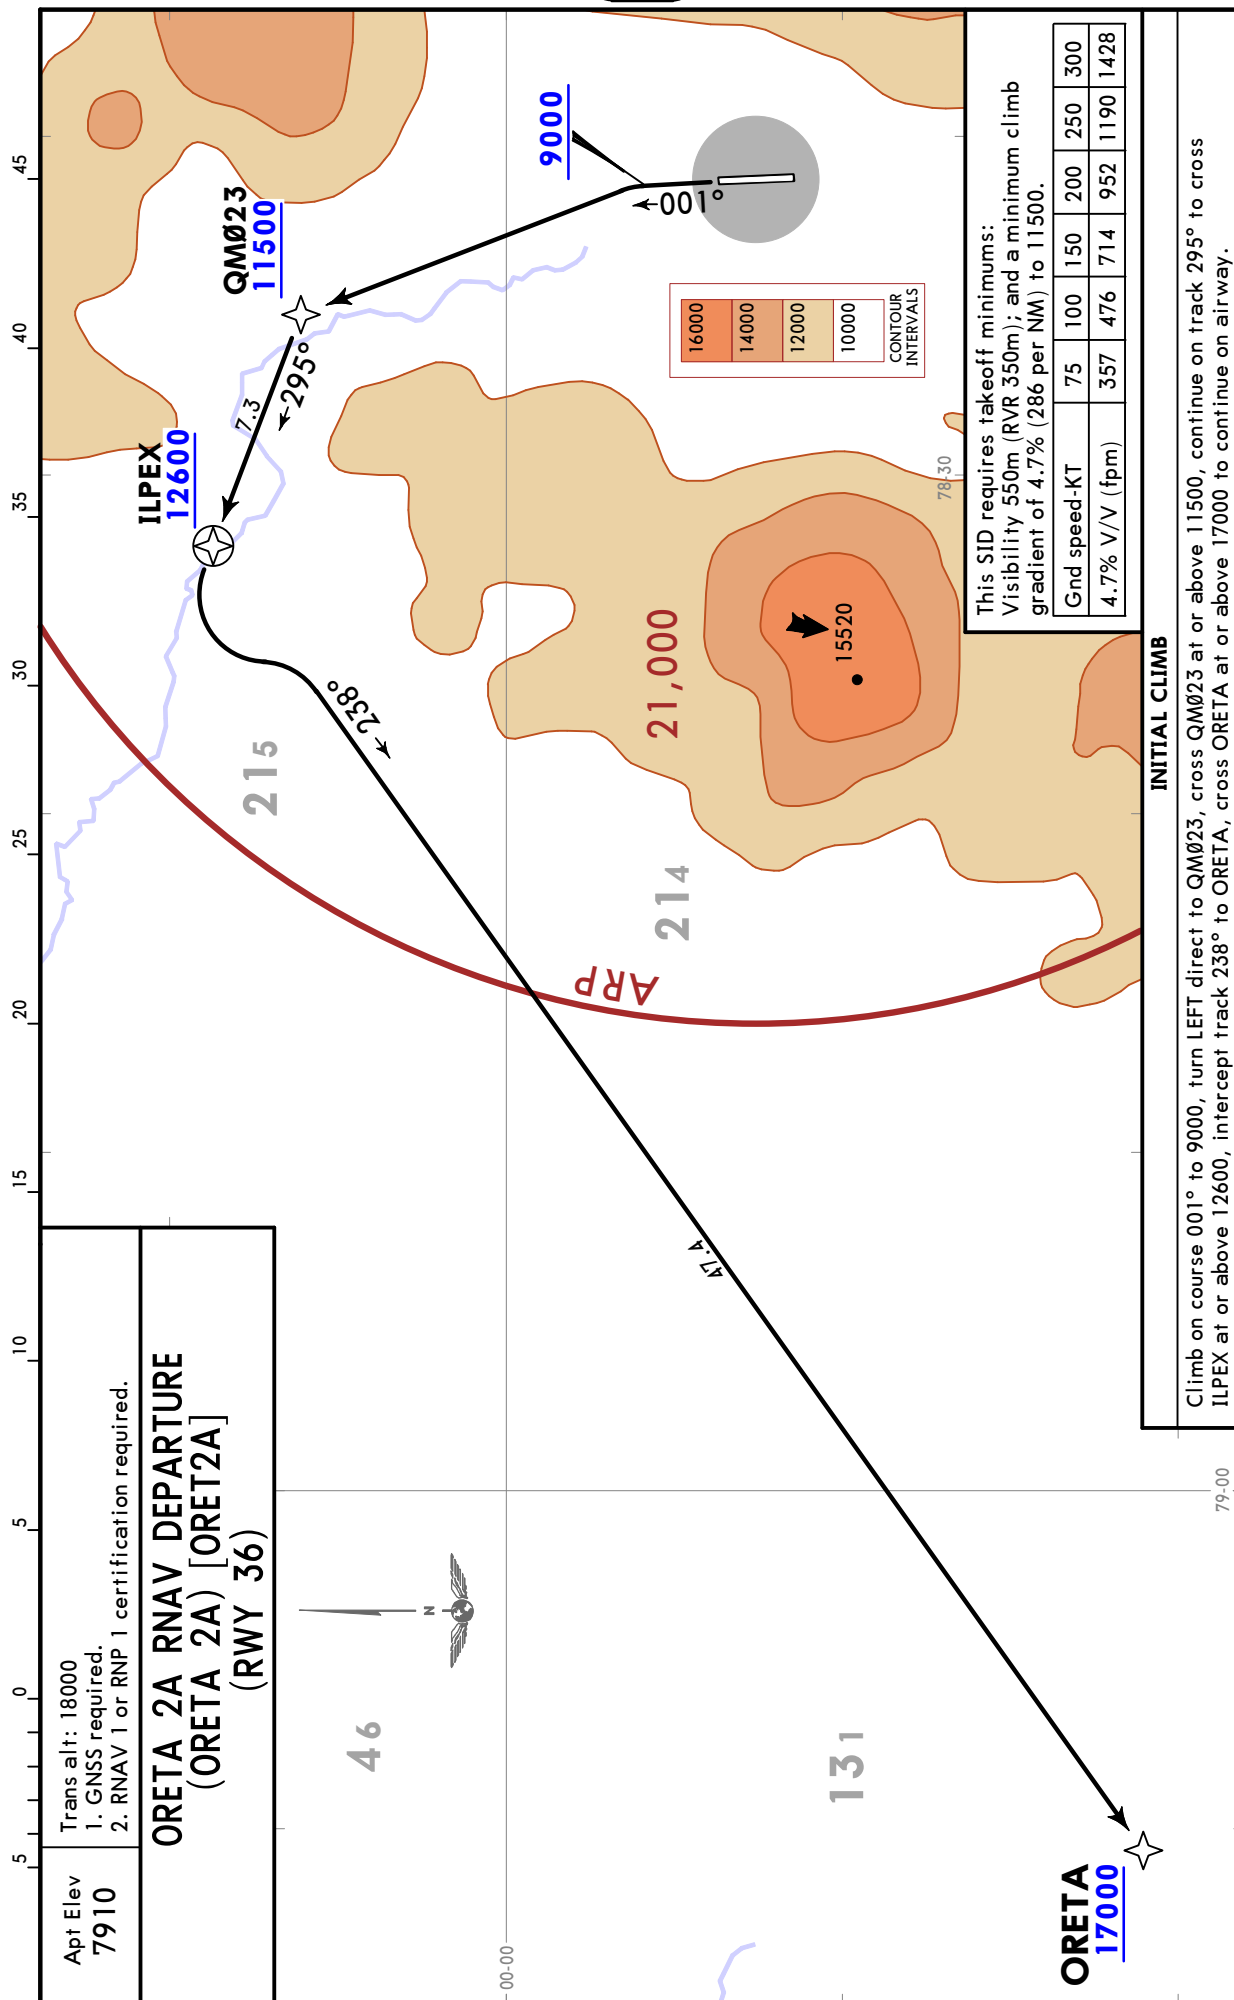 Apt Elev
7910
Trans alt: 18000
1. GNSS required.
2. RNAV 1 or RNP 1 certification required.
ORETA 2A RNAV DEPARTURE
(ORETA 2A) [ORET2A]
(RWY 36)
5
0
5
10
15
20
25
30
35
40
45
N
46
131
215
214
21,000
ARP
15520
ORETA
17000
47.4
←238°
ILPEX
12600
7.3
←295°
QMØ23
11500
←001°
9000
16000
14000
12000
10000
CONTOUR
INTERVALS
00-00
79-00
78-30
This SID requires takeoff minimums:
Visibility 550m (RVR 350m); and a minimum climb
gradient of 4.7% (286 per NM) to 11500.
Gnd speed-KT 75 100 150 200 250 300
4.7% V/V (fpm) 357 476 714 952 1190 1428
INITIAL CLIMB
Climb on course 001° to 9000, turn LEFT direct to QMØ23, cross QMØ23 at or above 11500, continue on track 295° to cross
ILPEX at or above 12600, intercept track 238° to ORETA, cross ORETA at or above 17000 to continue on airway.